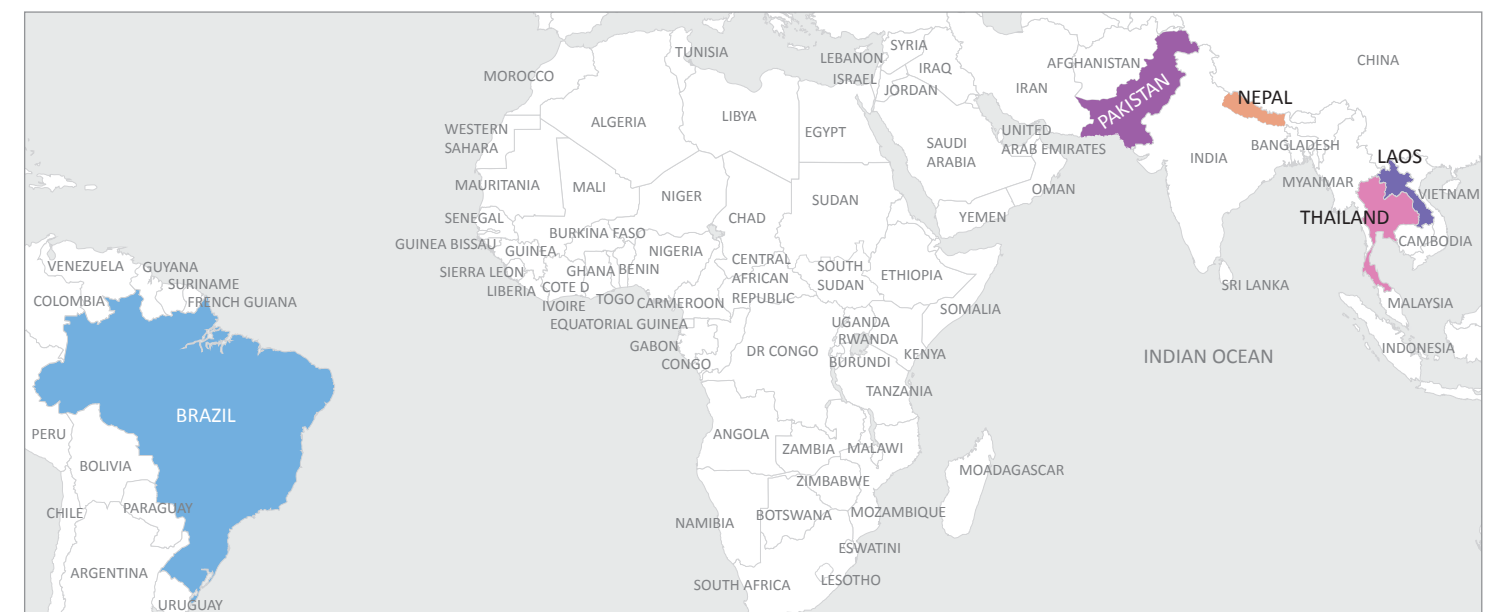 TUNISIA
SYRIA
LEBANON
AFGHANISTAN
CHINA
MOROCCO
IRAQ
ISRAEL
JORDAN
IRAN
PAKISTAN
NEPAL
ALGERIA
LIBYA
EGYPT
WESTERN
SAHARA
SAUDI
ARABIA
UNITED
ARAB EMIRATES
INDIA
BANGLADESH
LAOS
MAURITANIA
MALI
NIGER
SUDAN
OMAN
MYANMAR
VIETNAM
SENEGAL
CHAD
YEMEN
THAILAND
GUINEA BISSAU
BURKINA FASO
GUINEA
NIGERIA
CAMBODIA
VENEZUELA
GUYANA
SURINAME
FRENCH GUIANA
COLOMBIA
SIERRA LEON
LIBERIA
COTE D
IVOIRE
GHANA
BENIN
TOGO
CARMEROON
CENTRAL
AFRICAN
REPUBLIC
SOUTH
SUDAN
ETHIOPIA
SOMALIA
SRI LANKA
MALAYSIA
EQUATORIAL GUINEA
GABON
CONGO
DR CONGO
UGANDA
RWANDA
BURUNDI
KENYA
INDIAN OCEAN
INDONESIA
TANZANIA
BRAZIL
PERU
BOLIVIA
ANGOLA
ZAMBIA
MALAWI
MOADAGASCAR
ZIMBABWE
CHILE
PARAGUAY
NAMIBIA
BOTSWANA
MOZAMBIQUE
ESWATINI
ARGENTINA
SOUTH AFRICA
LESOTHO
URUGUAY